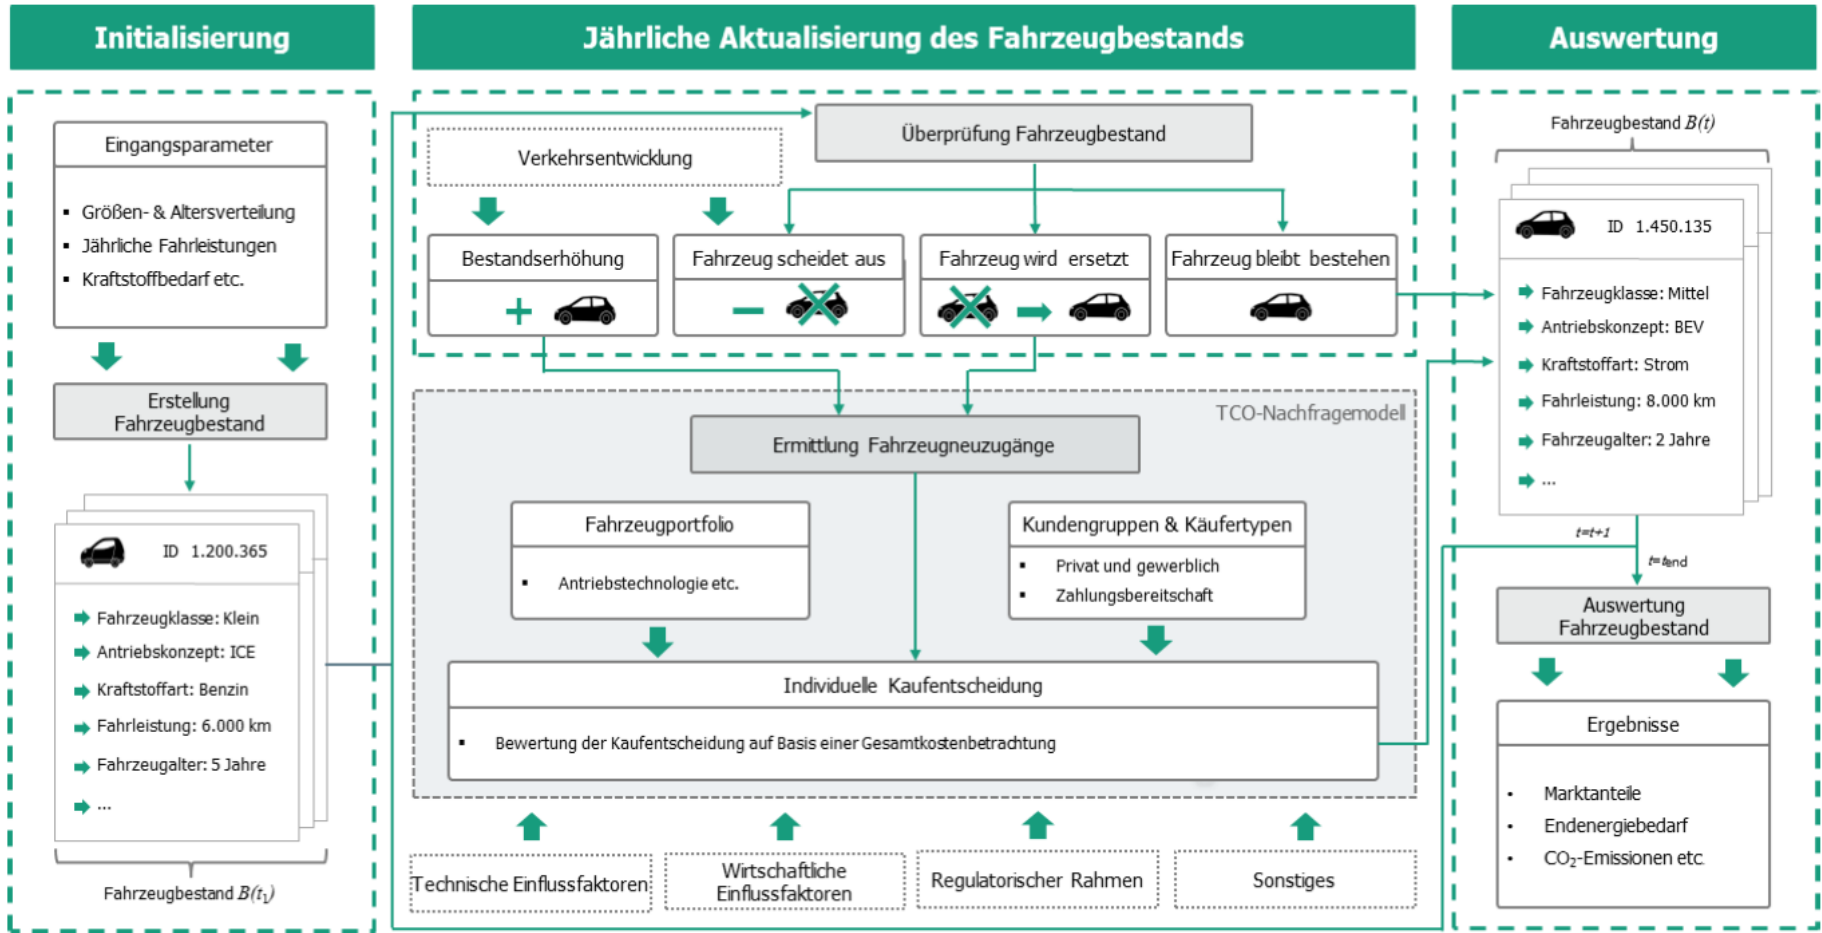 Initialisierung
Eingangsparameter
▪ Größen- & Altersverteilung
▪ Jährliche Fahrleistungen
▪ Kraftstoffbedarf etc.
Erstellung
Fahrzeugbestand
ID 1.200.365
Fahrzeugklasse: Klein
Antriebskonzept: ICE
Kraftstoffart: Benzin
Fahrleistung: 6.000 km
Fahrzeugalter: 5 Jahre
...
Fahrzeugbestand B(t₁)
Jährliche Aktualisierung des Fahrzeugbestands
Überprüfung Fahrzeugbestand
Verkehrsentwicklung
Bestandserhöhung
Fahrzeug scheidet aus
Fahrzeug wird ersetzt
Fahrzeug bleibt bestehen
TCO-Nachfragemodell
Ermittlung Fahrzeugneuzugänge
Fahrzeugportfolio
▪ Antriebstechnologie etc.
Kundengruppen & Käufertypen
▪ Privat und gewerblich
▪ Zahlungsbereitschaft
Individuelle Kaufentscheidung
▪ Bewertung der Kaufentscheidung auf Basis einer Gesamtkostenbetrachtung
Technische Einflussfaktoren
Wirtschaftliche
Einflussfaktoren
Regulatorischer Rahmen
Sonstiges
Auswertung
Fahrzeugbestand B(t)
ID 1.450.135
Fahrzeugklasse: Mittel
Antriebskonzept: BEV
Kraftstoffart: Strom
Fahrleistung: 8.000 km
Fahrzeugalter: 2 Jahre
...
t=t+1
t=tend
Auswertung
Fahrzeugbestand
Ergebnisse
• Marktanteile
• Endenergiebedarf
• CO₂-Emissionen etc.